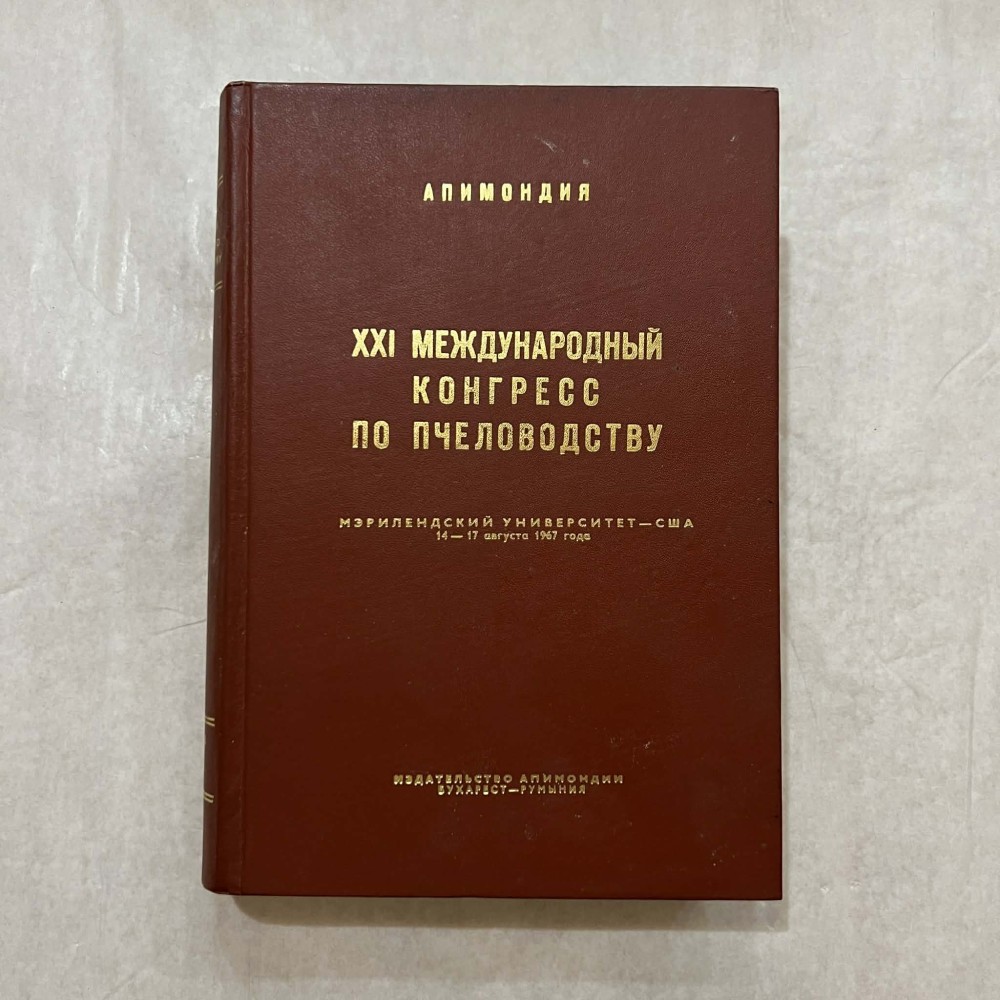 АПИМОНДИЯ
XXI МЕЖДУНАРОДНЫЙ
КОНГРЕСС
ПО ПЧЕЛОВОДСТВУ
МЭРИЛЕНДСКИЙ УНИВЕРСИТЕТ—США
14—17 августа 1967 года
ИЗДАТЕЛЬСТВО АПИМОНДИИ
БУХАРЕСТ—РУМЫНИЯ